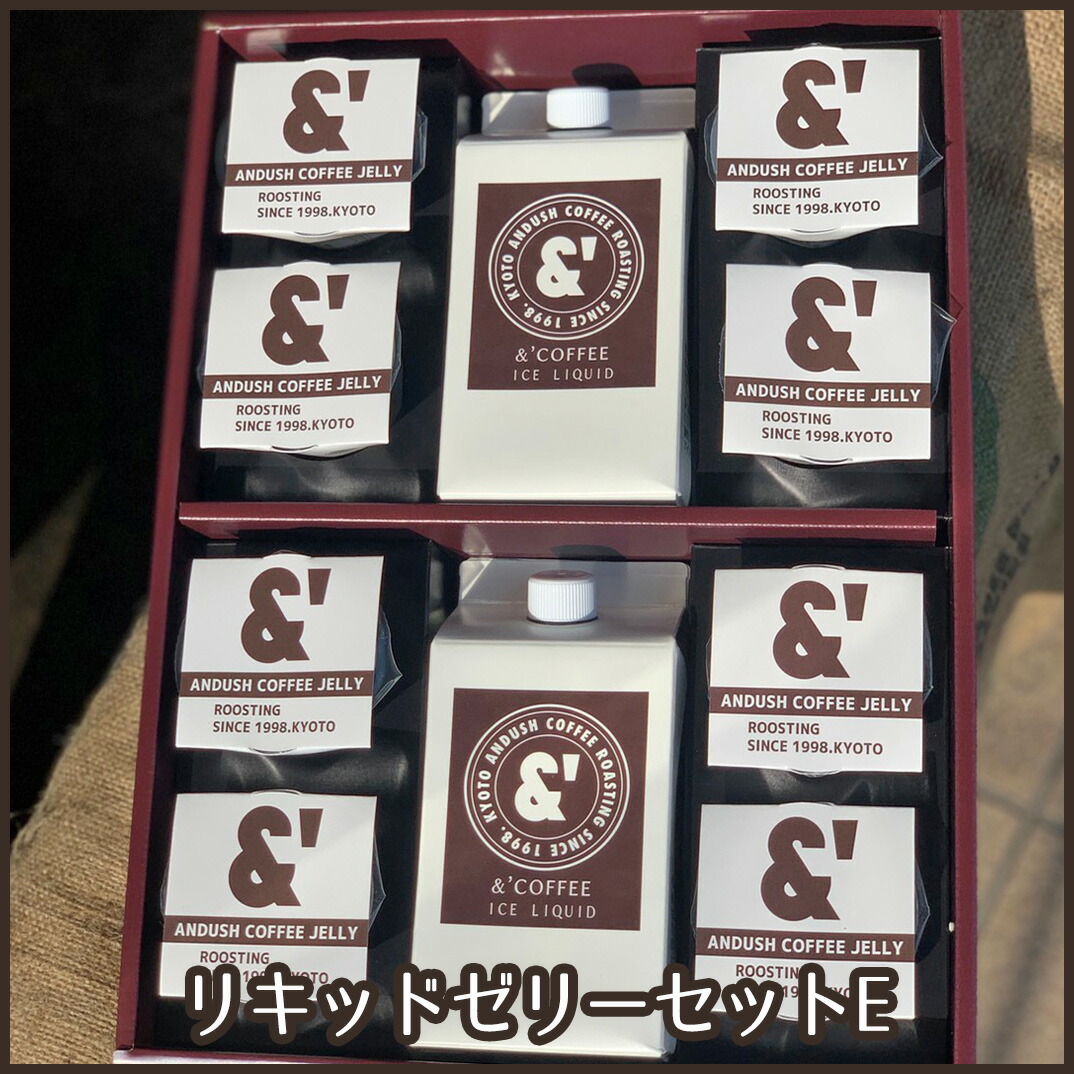 &'
ANDUSH COFFEE JELLY
ROOSTING
SINCE 1998.KYOTO
&'
ANDUSH COFFEE JELLY
ROOSTING
SINCE 1998.KYOTO
KYOTO ANDUSH COFFEE ROASTING SINCE 1998.
&'
&’COFFEE
ICE LIQUID
&'
ANDUSH COFFEE JELLY
ROOSTING
SINCE 1998.KYOTO
&'
ANDUSH COFFEE JELLY
ROOSTING
SINCE 1998.KYOTO
&'
ANDUSH COFFEE JELLY
ROOSTING
SINCE 1998.KYOTO
&'
ANDUSH COFFEE JELLY
ROOSTING
KYOTO
KYOTO ANDUSH COFFEE ROASTING SINCE 1998.
&'
&’COFFEE
ICE LIQUID
&'
ANDUSH COFFEE JELLY
ROOSTING
SINCE 1998.KYOTO
&'
ANDUSH COFFEE JELLY
リキッドゼリーセットE